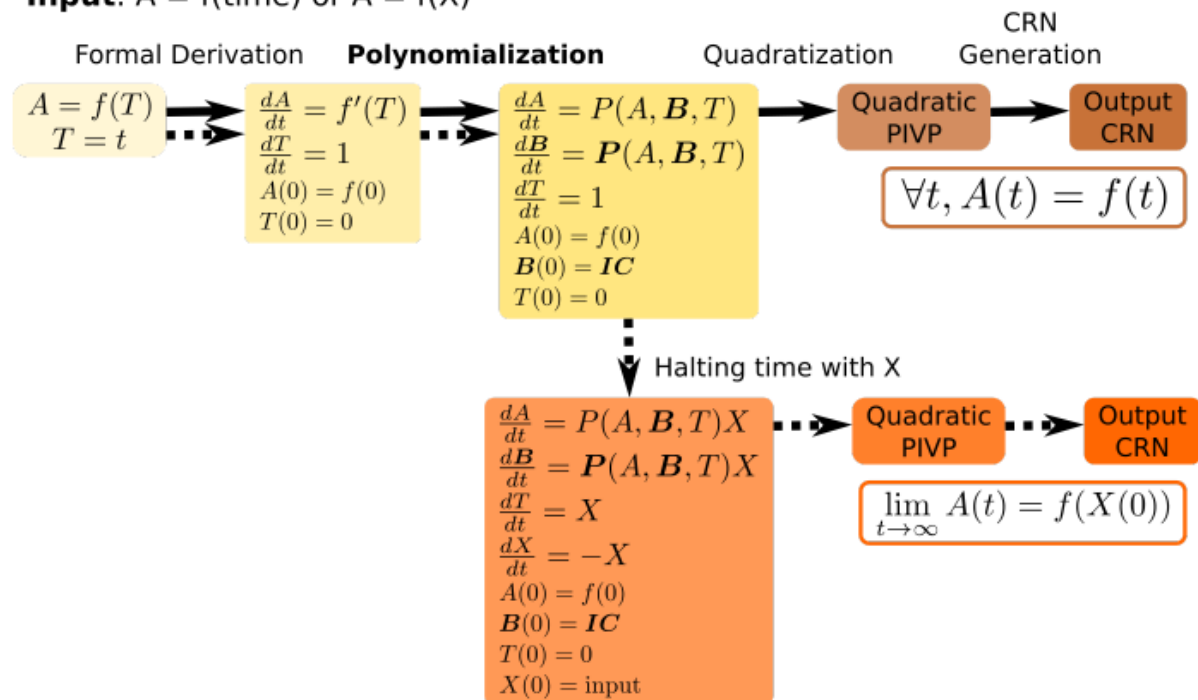 Input: A = f(time) or A = f(X)
Formal Derivation
Polynomialization
Quadratization
CRN
Generation
A = f(T)
T = t
dA/dt = f′(T)
dT/dt = 1
A(0) = f(0)
T(0) = 0
dA/dt = P(A, B, T)
dB/dt = P(A, B, T)
dT/dt = 1
A(0) = f(0)
B(0) = IC
T(0) = 0
Quadratic
PIVP
Output
CRN
∀t, A(t) = f(t)
Halting time with X
dA/dt = P(A, B, T)X
dB/dt = P(A, B, T)X
dT/dt = X
dX/dt = −X
A(0) = f(0)
B(0) = IC
T(0) = 0
X(0) = input
Quadratic
PIVP
Output
CRN
lim t→∞ A(t) = f(X(0))